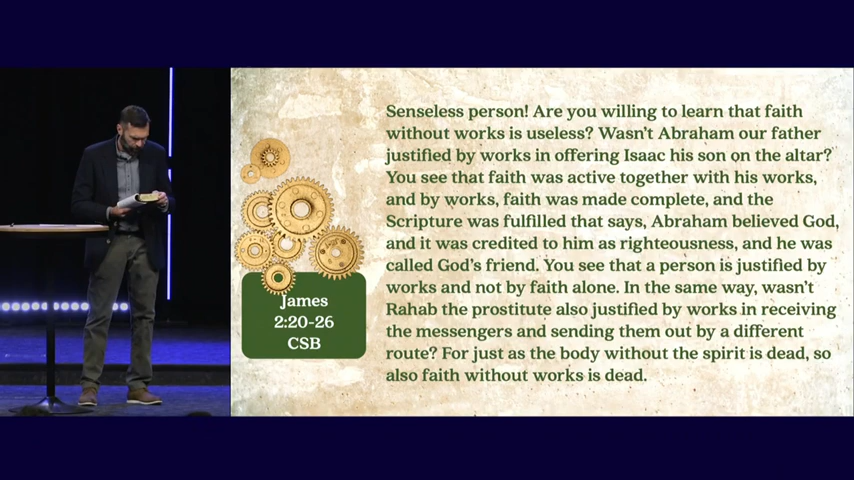 Senseless person! Are you willing to learn that faith
without works is useless? Wasn't Abraham our father
justified by works in offering Isaac his son on the altar?
You see that faith was active together with his works,
and by works, faith was made complete, and the
Scripture was fulfilled that says, Abraham believed God,
and it was credited to him as righteousness, and he was
called God's friend. You see that a person is justified by
works and not by faith alone. In the same way, wasn't
Rahab the prostitute also justified by works in receiving
the messengers and sending them out by a different
route? For just as the body without the spirit is dead, so
also faith without works is dead.
James
2:20-26
CSB